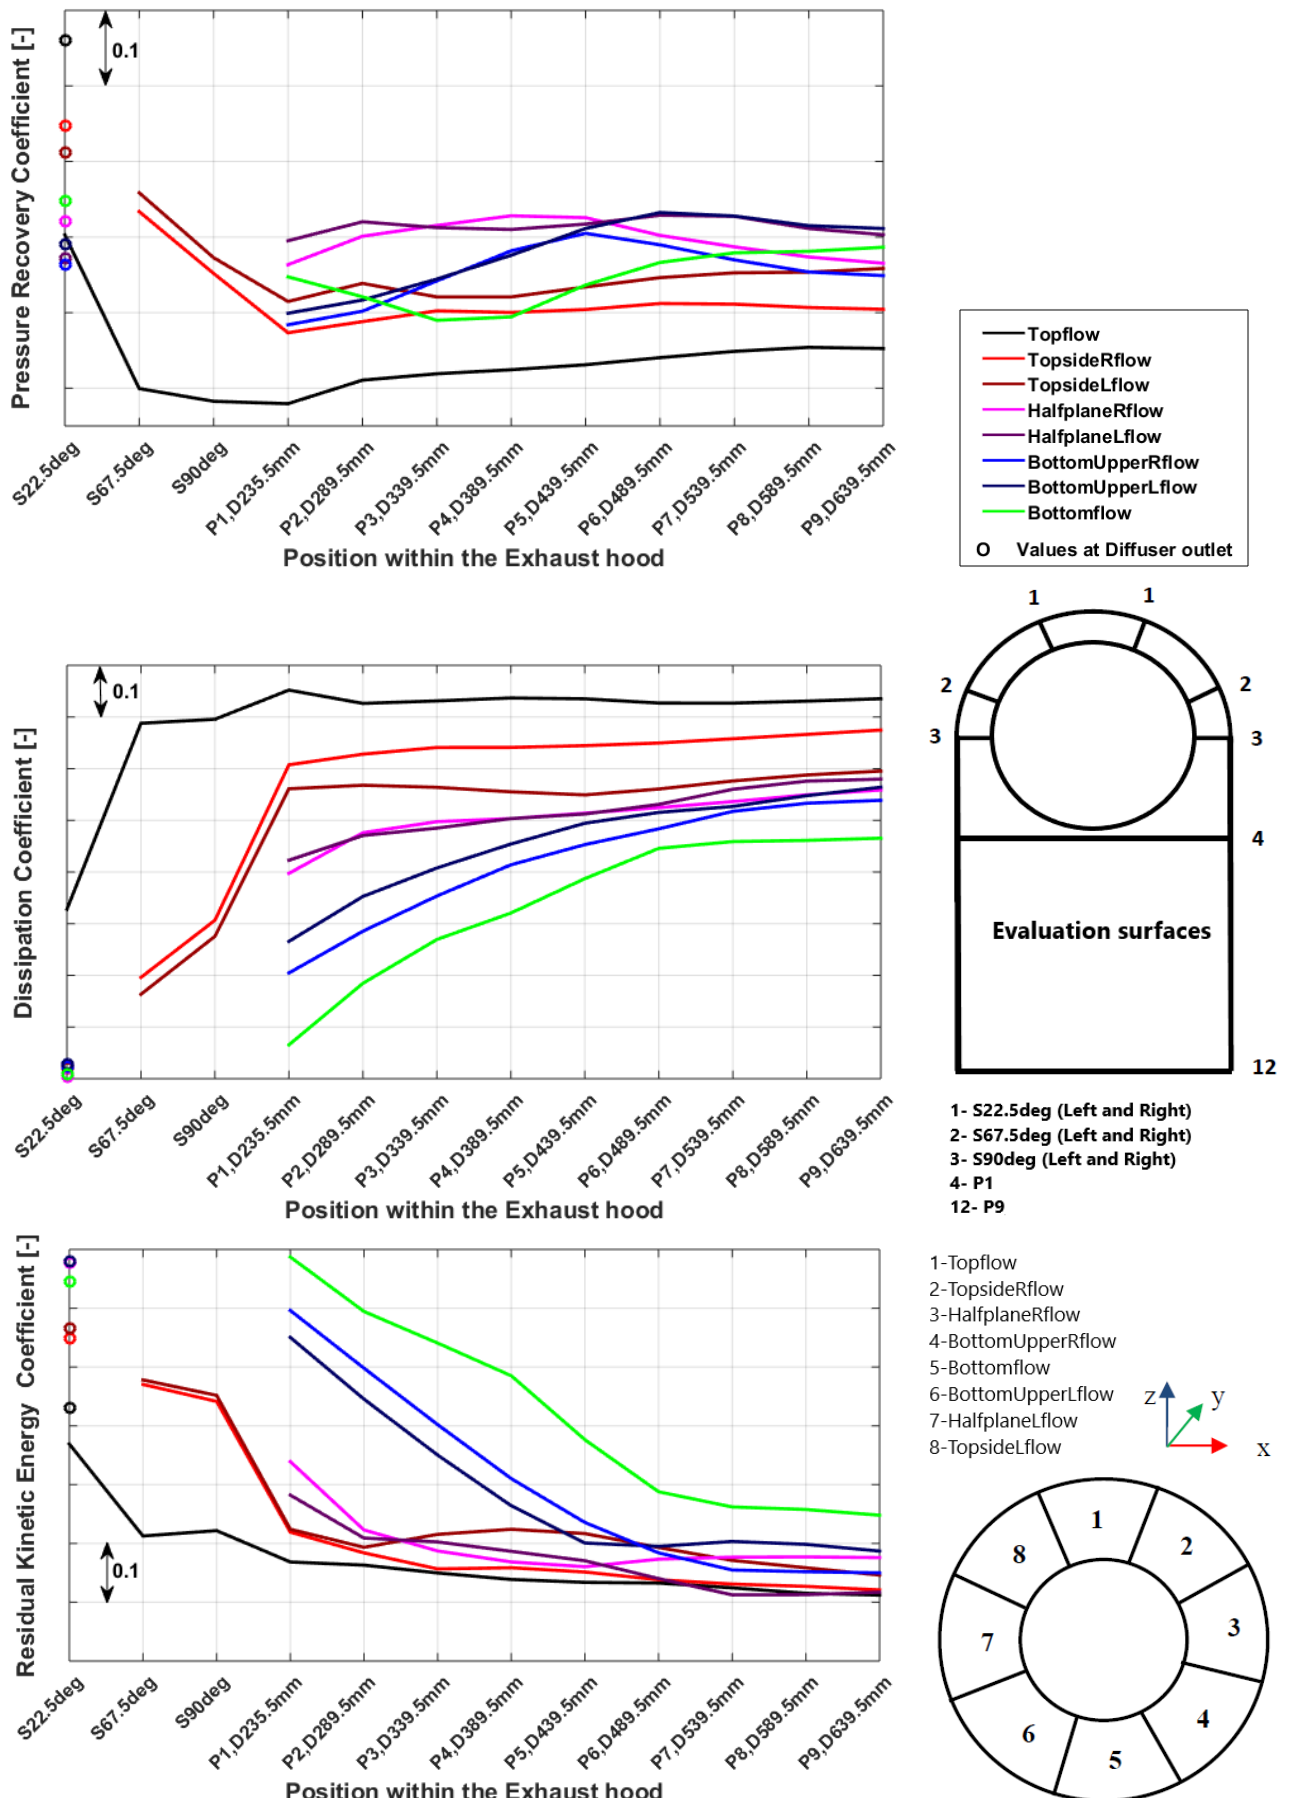 Pressure Recovery Coefficient [-]
0.1
S22.5deg
S67.5deg
S90deg
P1,D235.5mm
P2,D289.5mm
P3,D339.5mm
P4,D389.5mm
P5,D439.5mm
P6,D489.5mm
P7,D539.5mm
P8,D589.5mm
P9,D639.5mm
Position within the Exhaust hood
Topflow
TopsideRflow
TopsideLflow
HalfplaneRflow
HalfplaneLflow
BottomUpperRflow
BottomUpperLflow
Bottomflow
O Values at Diffuser outlet
Dissipation Coefficient [-]
0.1
S22.5deg
S67.5deg
S90deg
P1,D235.5mm
P2,D289.5mm
P3,D339.5mm
P4,D389.5mm
P5,D439.5mm
P6,D489.5mm
P7,D539.5mm
P8,D589.5mm
P9,D639.5mm
Position within the Exhaust hood
1 1
2 2
3 3
4
Evaluation surfaces
12
1- S22.5deg (Left and Right)
2- S67.5deg (Left and Right)
3- S90deg (Left and Right)
4- P1
12- P9
Residual Kinetic Energy Coefficient [-]
0.1
S22.5deg
S67.5deg
S90deg
P1,D235.5mm
P2,D289.5mm
P3,D339.5mm
P4,D389.5mm
P5,D439.5mm
P6,D489.5mm
P7,D539.5mm
P8,D589.5mm
P9,D639.5mm
Position within the Exhaust hood
1-Topflow
2-TopsideRflow
3-HalfplaneRflow
4-BottomUpperRflow
5-Bottomflow
6-BottomUpperLflow
7-HalfplaneLflow
8-TopsideLflow
z y
x
1
8 2
7 3
6 4
5